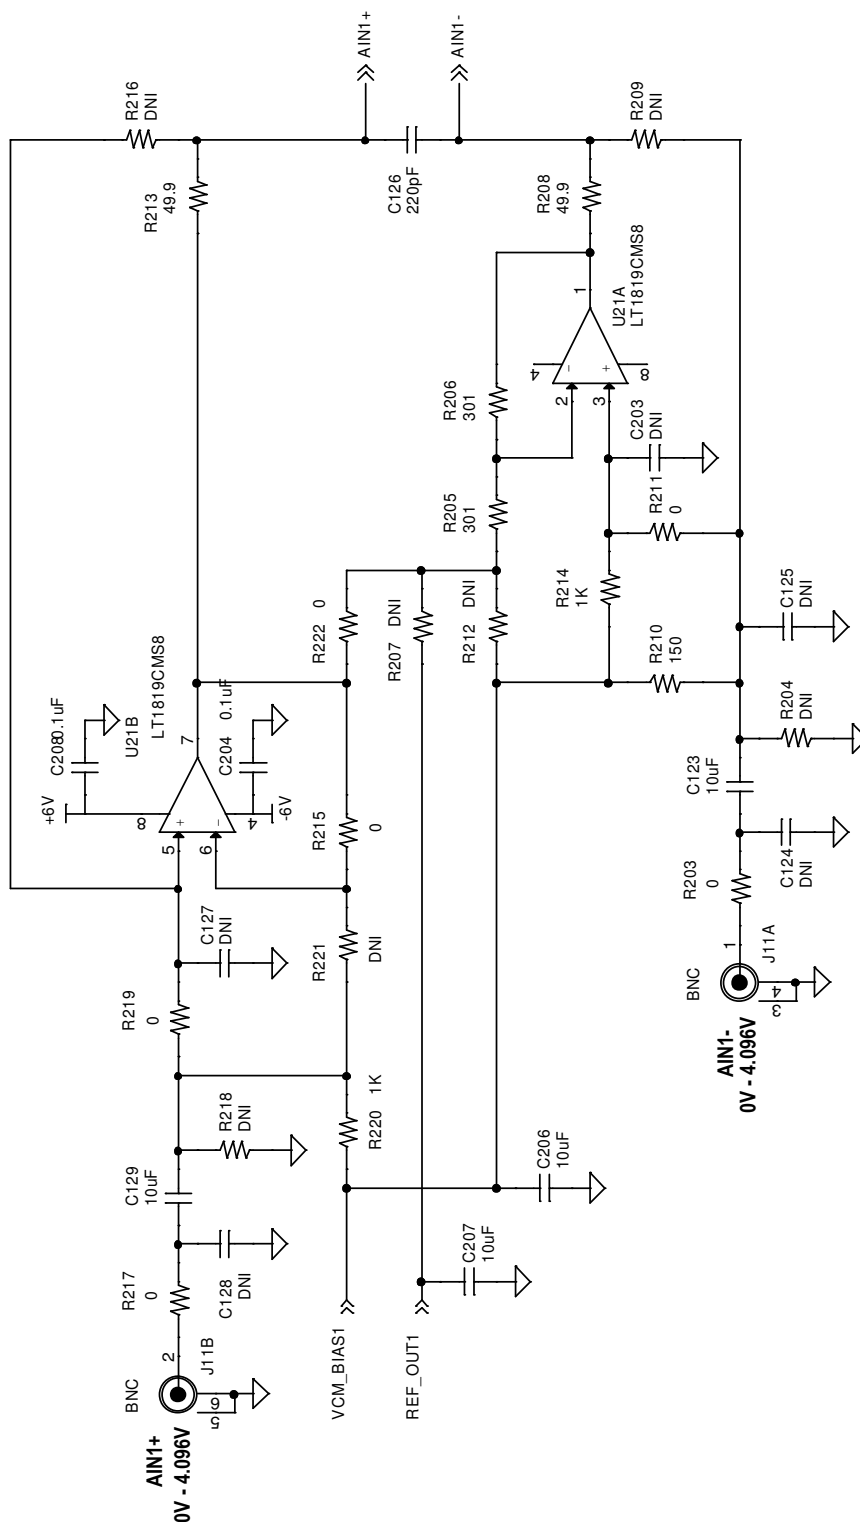 R216
DNI
R213
49.9
AIN1+
C126
220pF
AIN1-
R209
DNI
R208
49.9
1
U21A
LT1819CMS8
4
8
-
+
2
3
R206
301
C203
DNI
R205
301
R211
0
R214
1K
R222
0
R207
DNI
R212
DNI
R210
150
C125
DNI
C208
0.1uF
U21B
LT1819CMS8
7
0.1uF
C204
+6V
-6V
8
4
+
-
5
6
R215
0
R204
DNI
C123
10uF
C124
DNI
R203
0
C127
DNI
R221
DNI
1
J11A
BNC
4
3
AIN1-
0V - 4.096V
R219
0
R218
DNI
R220
1K
C129
10uF
C206
10uF
C128
DNI
C207
10uF
R217
0
2
J11B
BNC
6
5
VCM_BIAS1
REF_OUT1
AIN1+
0V - 4.096V